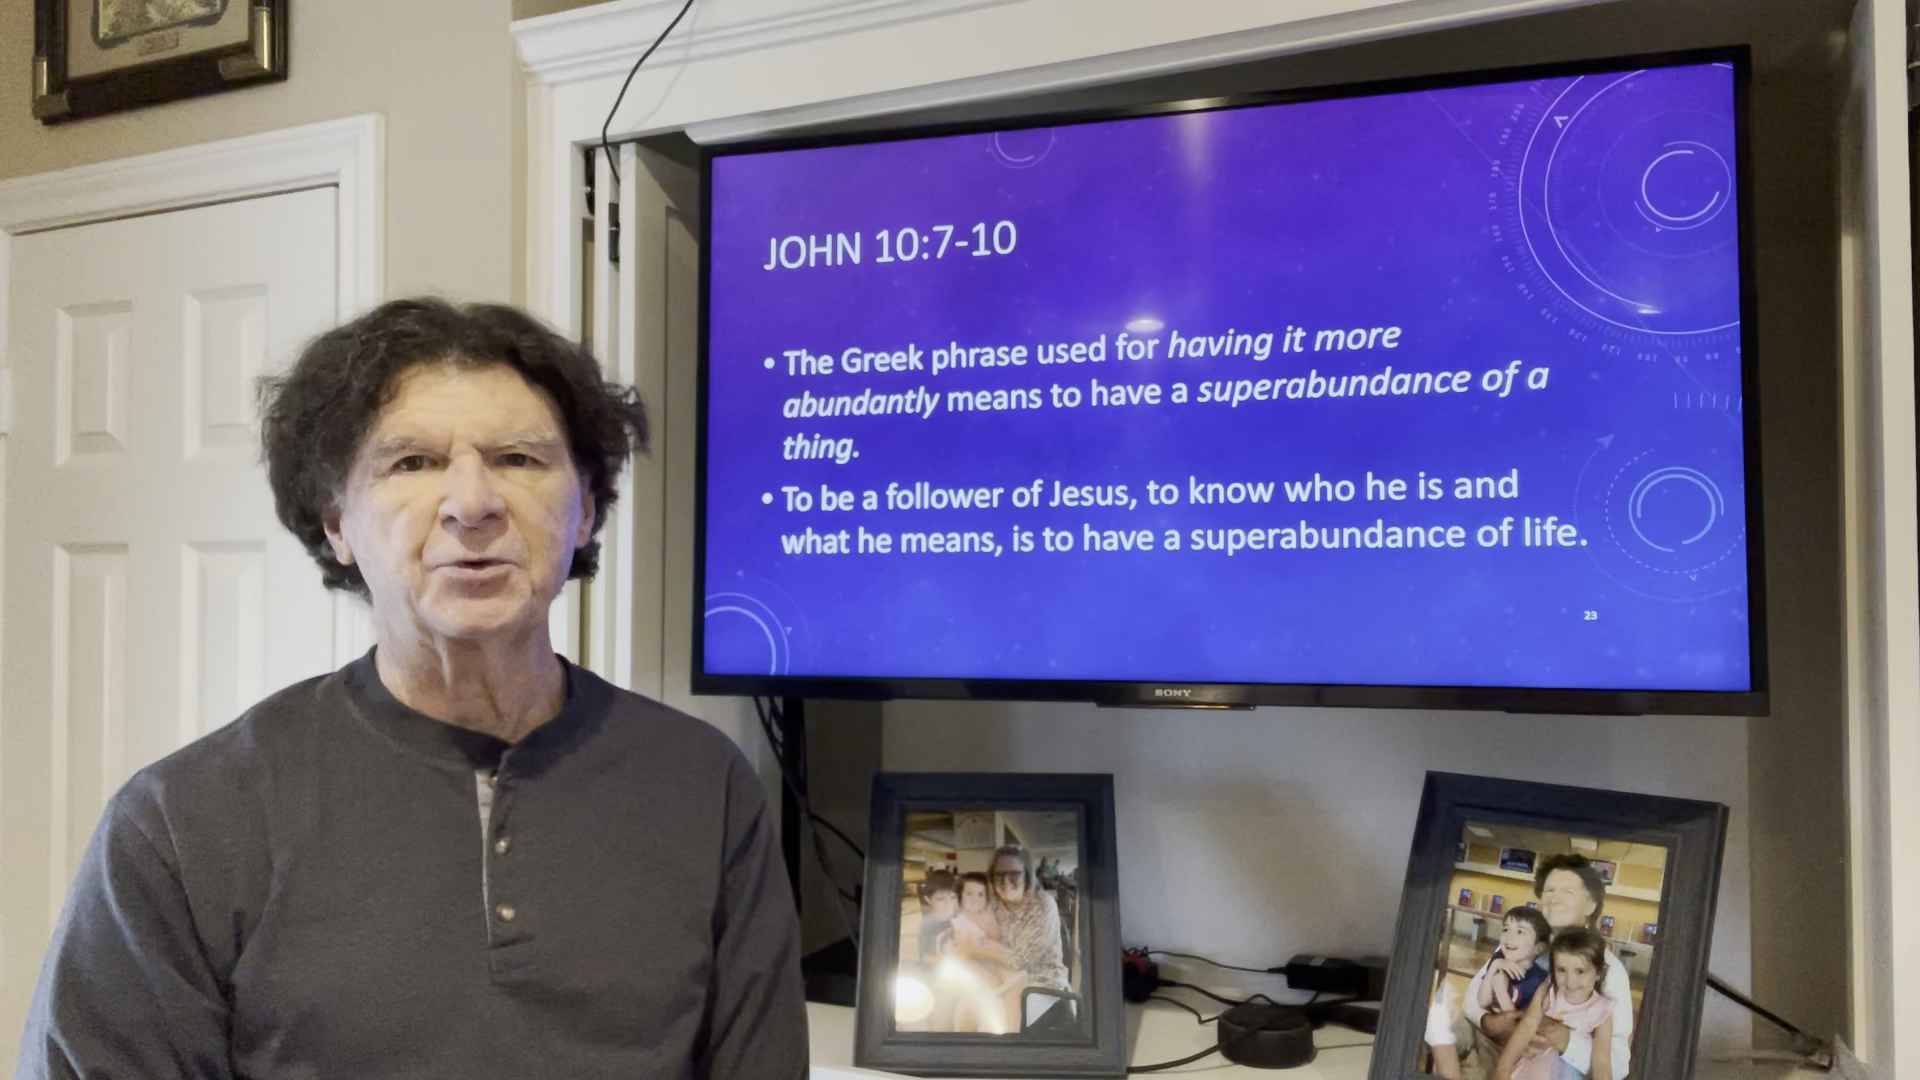 JOHN 10:7-10
• The Greek phrase used for having it more
abundantly means to have a superabundance of a
thing.
• To be a follower of Jesus, to know who he is and
what he means, is to have a superabundance of life.
23
SONY